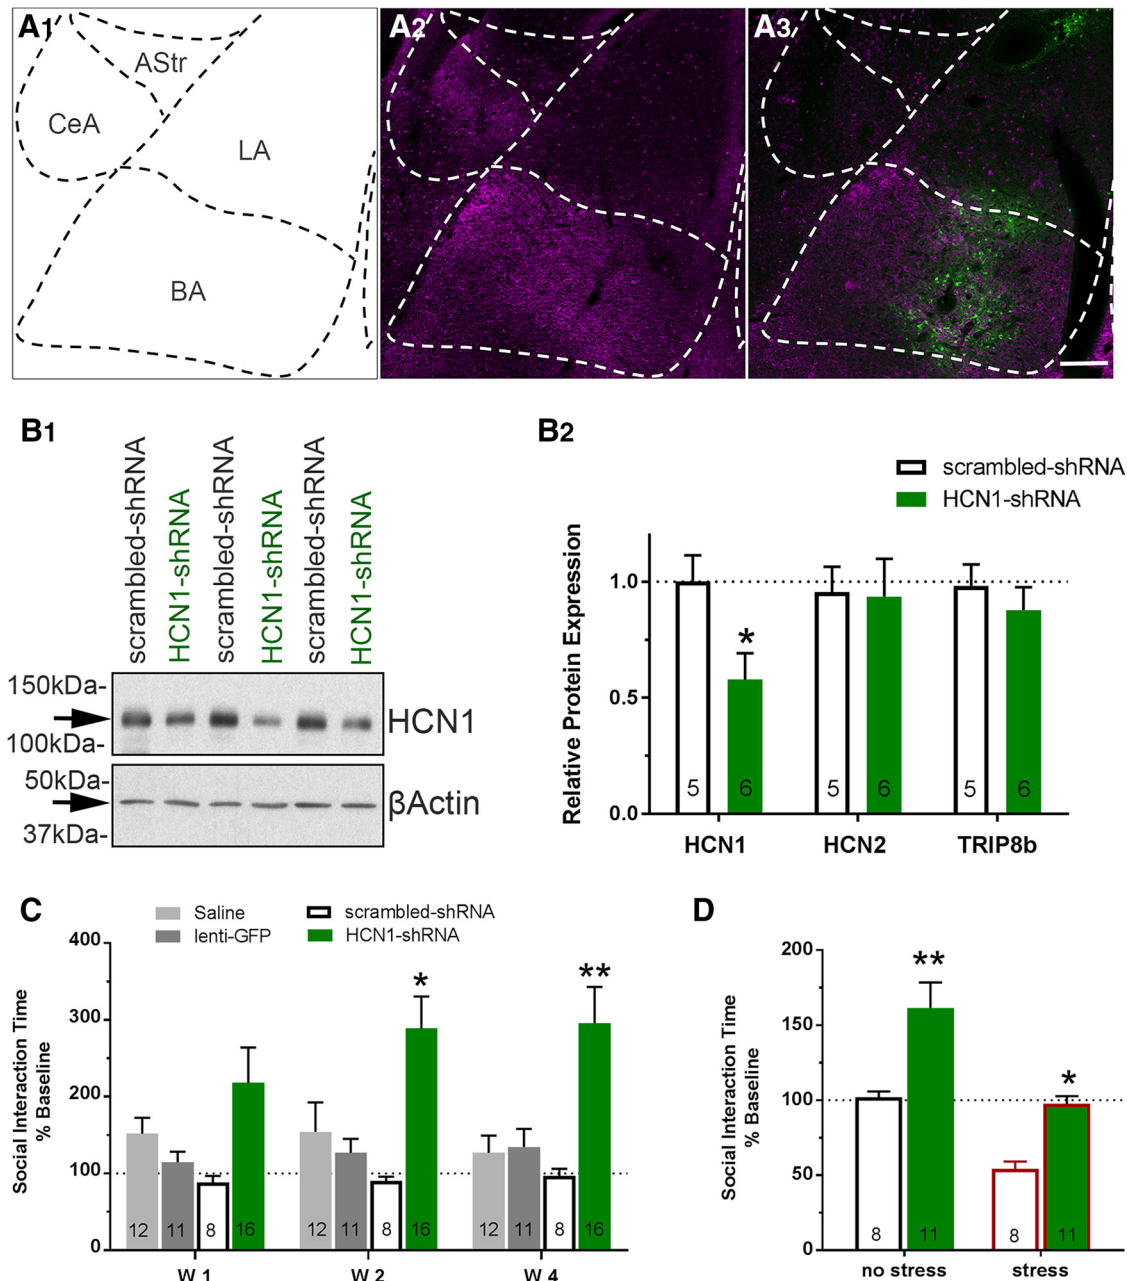 A1
A2
A3
AStr
CeA
LA
BA
B1
scrambled-shRNA
HCN1-shRNA
scrambled-shRNA
HCN1-shRNA
scrambled-shRNA
HCN1-shRNA
150kDa-
HCN1
100kDa-
50kDa-
βActin
37kDa-
B2
scrambled-shRNA
HCN1-shRNA
Relative Protein Expression
1.0
0.5
0.0
*
5 6 5 6 5 6
HCN1 HCN2 TRIP8b
C
Saline scrambled-shRNA
lenti-GFP HCN1-shRNA
Social Interaction Time
% Baseline
400
300
200
100
0
* **
12 11 8 16 12 11 8 16 12 11 8 16
W 1 W 2 W 4
D
Social Interaction Time
% Baseline
200
150
100
50
0
** *
8 11 8 11
no stress stress